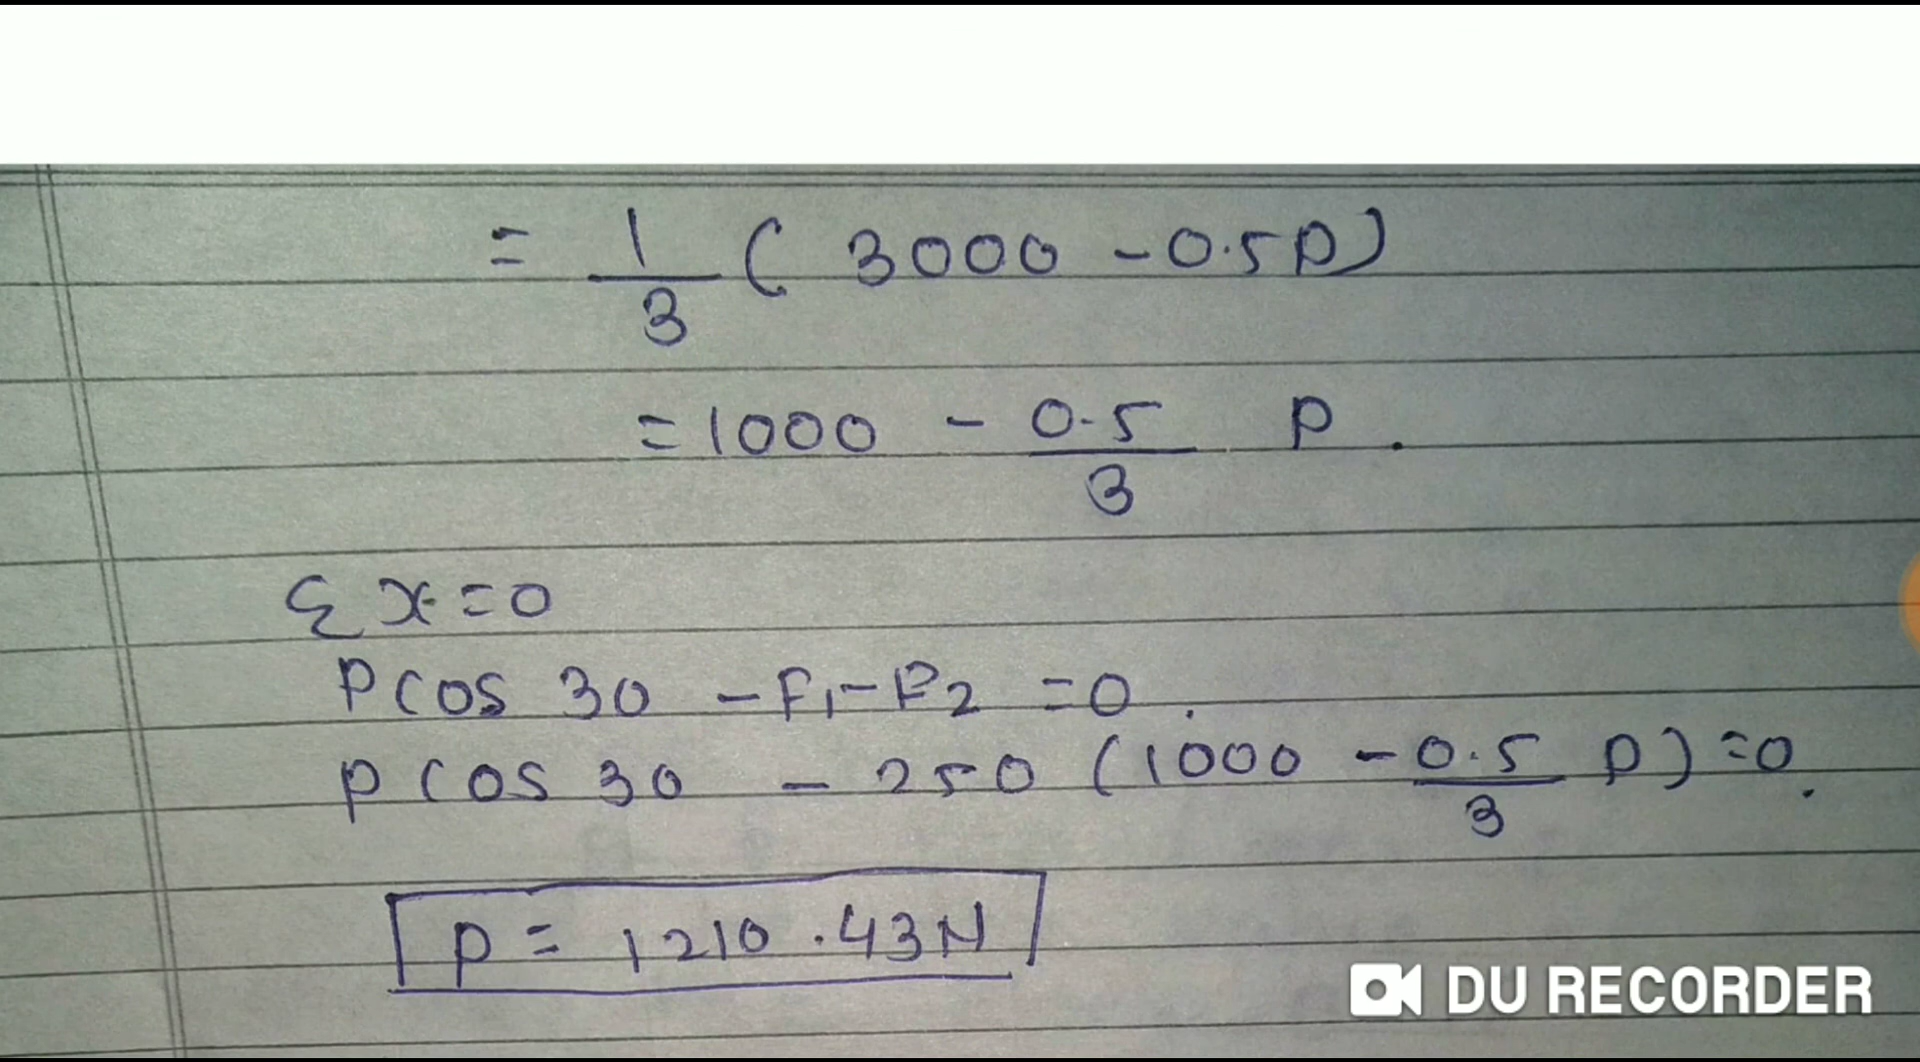 = 1/3 ( 3000 - 0.5P)
= 1000 - 0.5/3 P .
Σ x = 0
P cos 30 - F1 - F2 = 0 .
P cos 30 - 250 (1000 - 0.5/3 P) = 0 .
P = 1210.43N
DU RECORDER